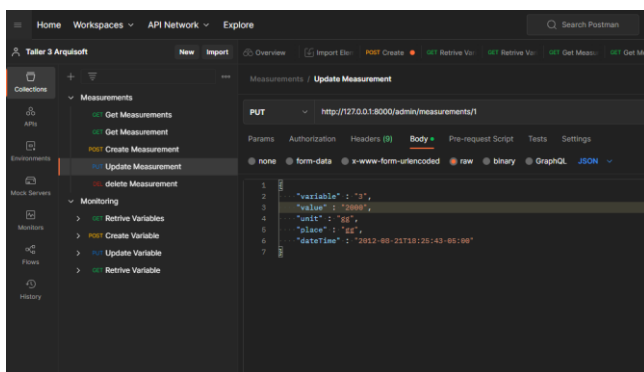 Home Workspaces API Network Explore Search Postman
Taller 3 Arquisoft New Import Overview Import Elen POST Create GET Retrive Va GET Retrive Va GET Get Measu GET Get M
Collections
APIs
Environments
Mock Servers
Monitors
Flows
History
Measurements
GET Get Measurements
GET Get Measurement
POST Create Measurement
PUT Update Measurement
DEL delete Measurement
Monitoring
GET Retrive Variables
POST Create Variable
PUT Update Variable
GET Retrive Variable
Measurements / Update Measurement
PUT http://127.0.0.1:8000/admin/measurements/1
Params Authorization Headers (9) Body Pre-request Script Tests Settings
none form-data x-www-form-urlencoded raw binary GraphQL JSON
1 {
2 "variable" : "3",
3 "value" : "2000",
4 "unit" : "gg",
5 "place" : "gg",
6 "dateTime" : "2012-08-21T18:25:43-05:00"
7 }